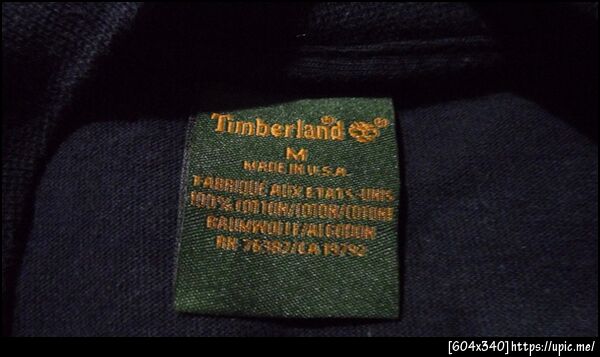 Timberland
M
MADE IN U.S.A.
FABRIQUE AUX ETATS-UNIS
100% COTTON/COTON/COTONE
BAUMWOLLE/ALGODON
RN 76382/CA 19792
[604x340]https://upic.me/